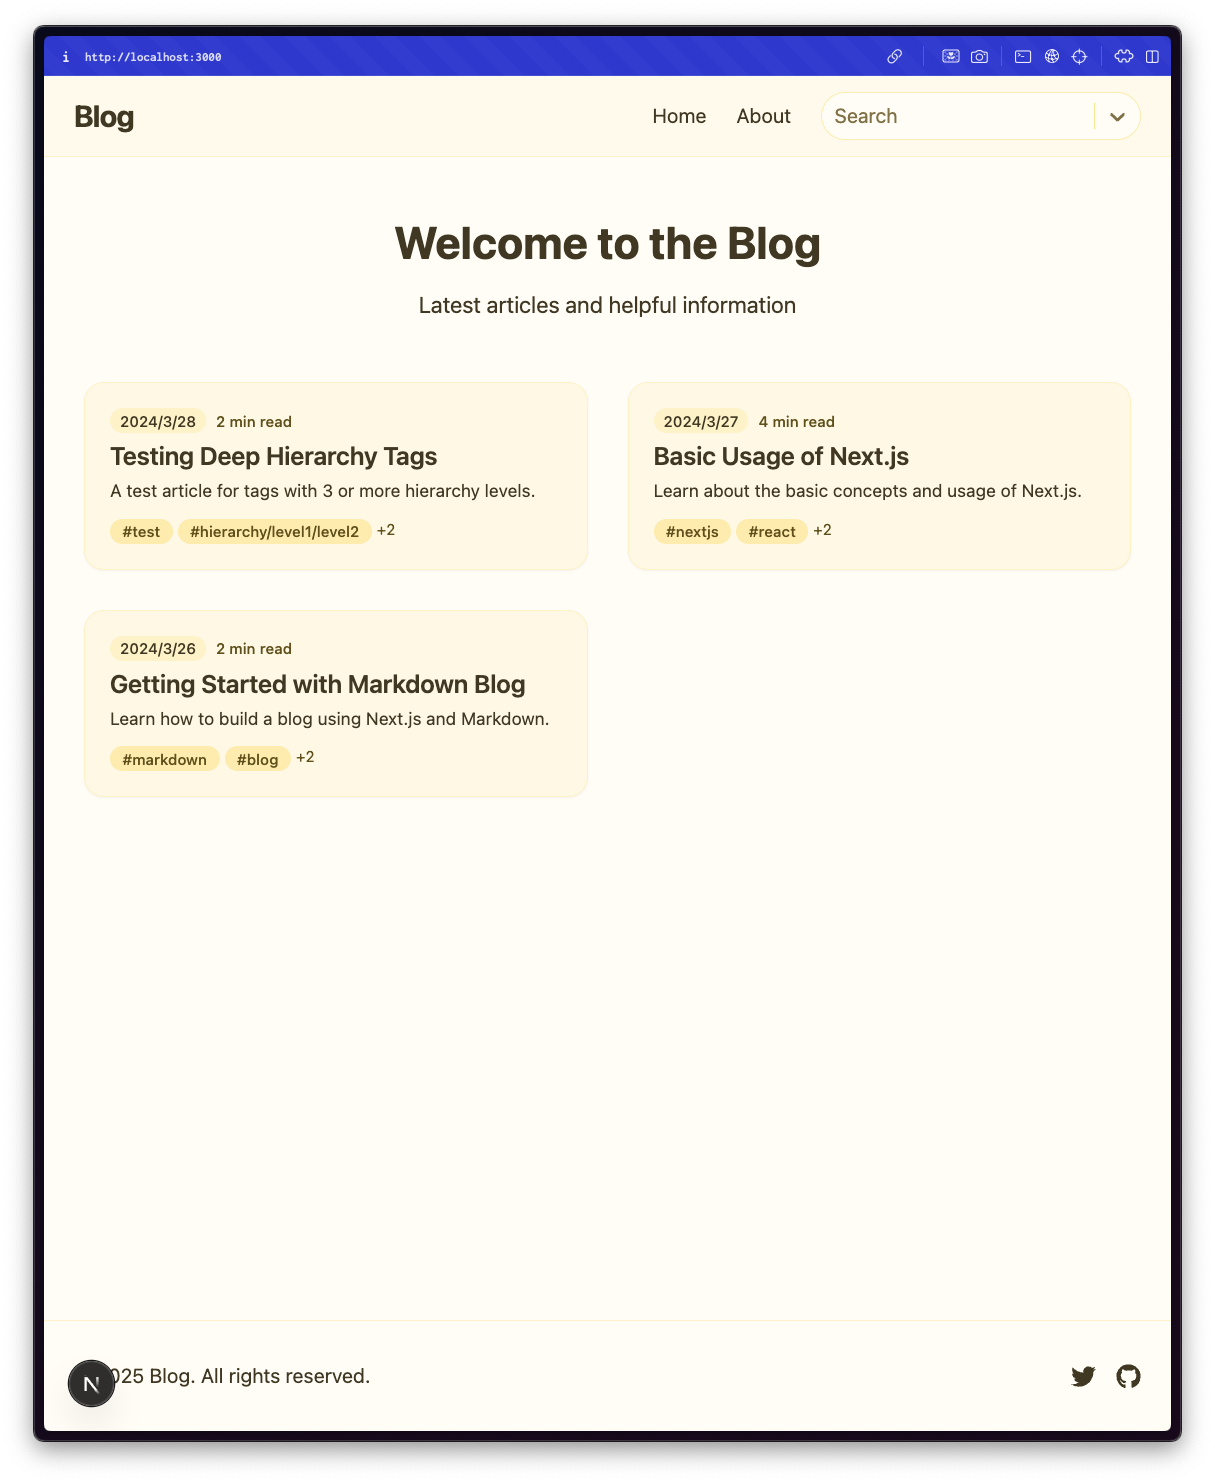 i http://localhost:3000
Blog
Home About Search
Welcome to the Blog
Latest articles and helpful information
2024/3/28 2 min read
Testing Deep Hierarchy Tags
A test article for tags with 3 or more hierarchy levels.
#test #hierarchy/level1/level2 +2
2024/3/27 4 min read
Basic Usage of Next.js
Learn about the basic concepts and usage of Next.js.
#nextjs #react +2
2024/3/26 2 min read
Getting Started with Markdown Blog
Learn how to build a blog using Next.js and Markdown.
#markdown #blog +2
N
025 Blog. All rights reserved.